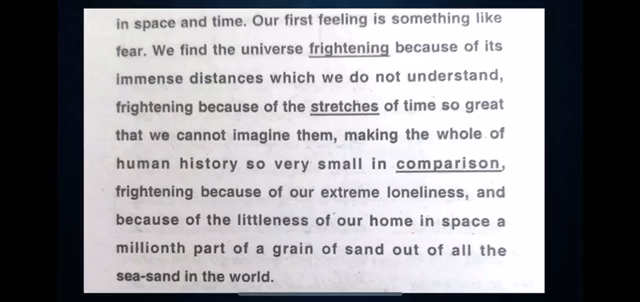 in space and time. Our first feeling is something like
fear. We find the universe frightening because of its
immense distances which we do not understand,
frightening because of the stretches of time so great
that we cannot imagine them, making the whole of
human history so very small in comparison,
frightening because of our extreme loneliness, and
because of the littleness of our home in space a
millionth part of a grain of sand out of all the
sea-sand in the world.